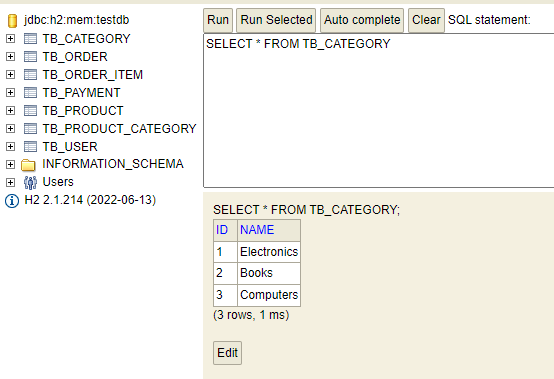 jdbc:h2:mem:testdb
TB_CATEGORY
TB_ORDER
TB_ORDER_ITEM
TB_PAYMENT
TB_PRODUCT
TB_PRODUCT_CATEGORY
TB_USER
INFORMATION_SCHEMA
Users
H2 2.1.214 (2022-06-13)
Run Run Selected Auto complete Clear SQL statement:
SELECT * FROM TB_CATEGORY
SELECT * FROM TB_CATEGORY;
ID NAME
1 Electronics
2 Books
3 Computers
(3 rows, 1 ms)
Edit